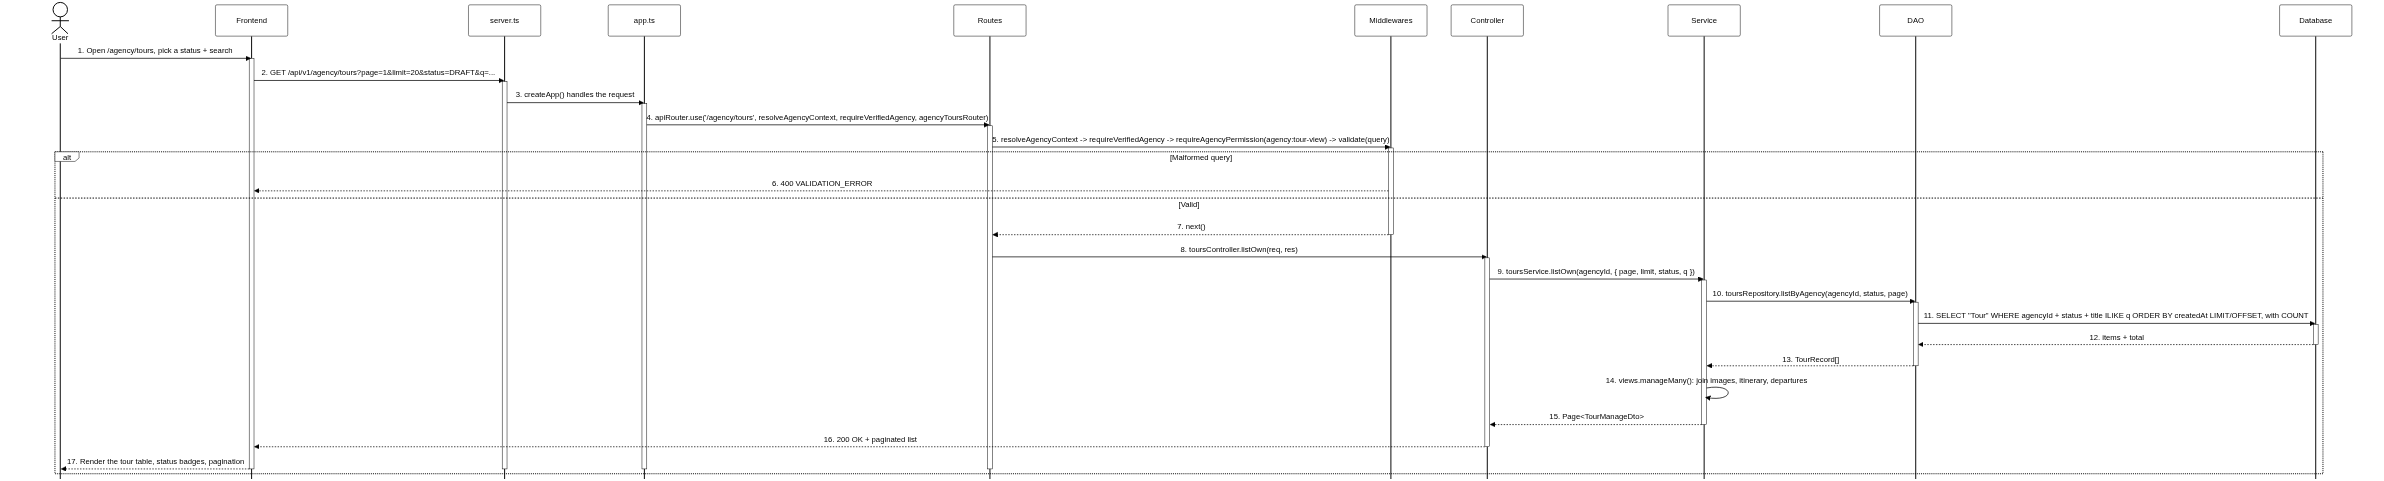 User
Frontend
server.ts
app.ts
Routes
Middlewares
Controller
Service
DAO
Database
1. Open /agency/tours, pick a status + search
2. GET /api/v1/agency/tours?page=1&limit=20&status=DRAFT&q=...
3. createApp() handles the request
4. apiRouter.use('/agency/tours', resolveAgencyContext, requireVerifiedAgency, agencyToursRouter)
5. resolveAgencyContext -> requireVerifiedAgency -> requireAgencyPermission(agency:tour-view) -> validate(query)
alt
[Malformed query]
6. 400 VALIDATION_ERROR
[Valid]
7. next()
8. toursController.listOwn(req, res)
9. toursService.listOwn(agencyId, { page, limit, status, q })
10. toursRepository.listByAgency(agencyId, status, page)
11. SELECT "Tour" WHERE agencyId + status + title ILIKE q ORDER BY createdAt LIMIT/OFFSET, with COUNT
12. items + total
13. TourRecord[]
14. views.manageMany(): join images, itinerary, departures
15. Page<TourManageDto>
16. 200 OK + paginated list
17. Render the tour table, status badges, pagination